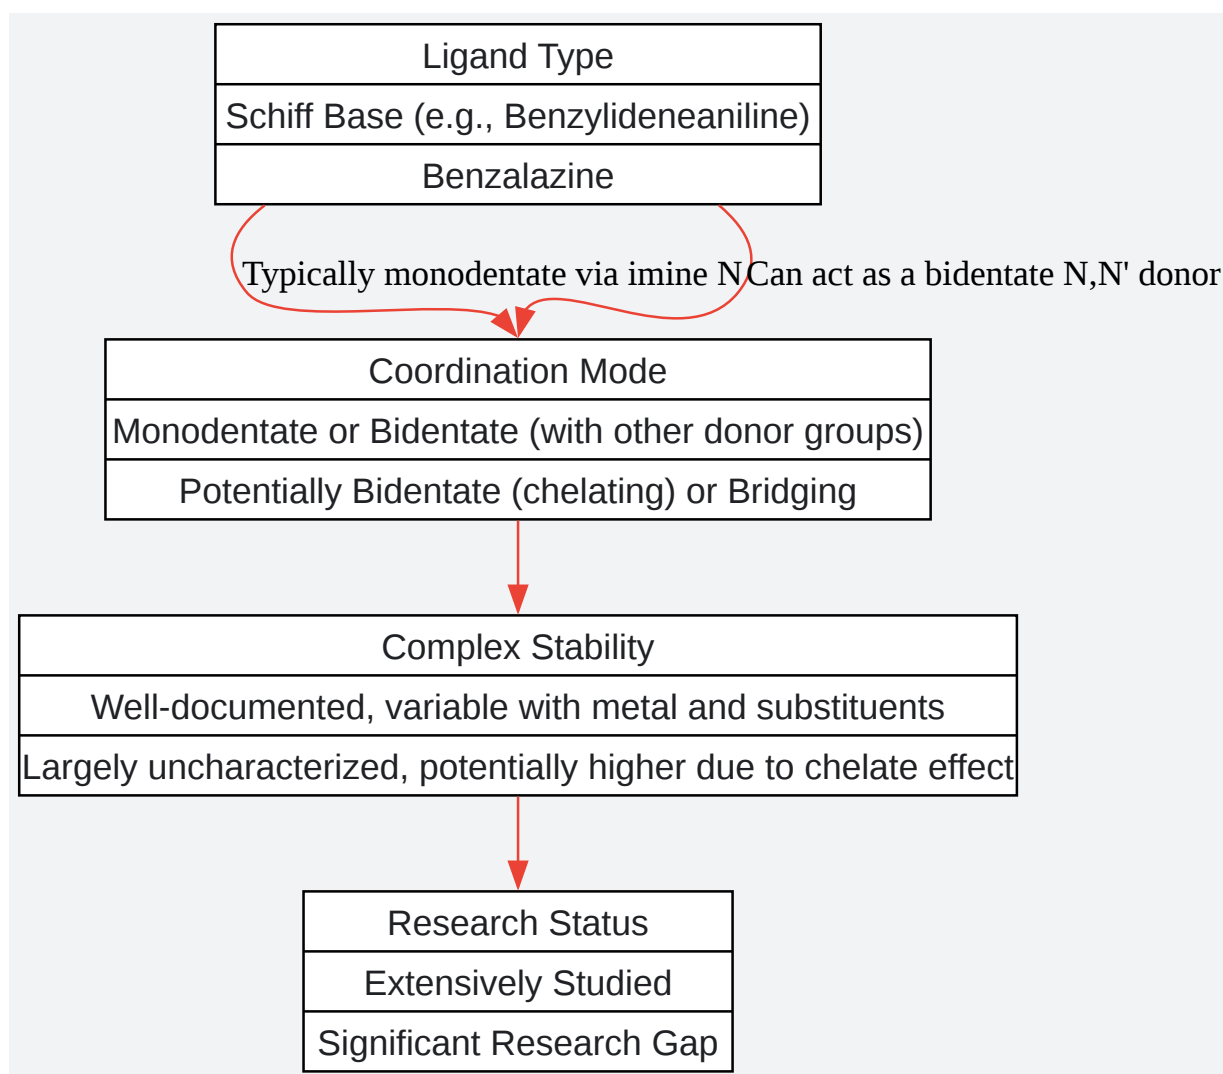 Ligand Type
Schiff Base (e.g., Benzylideneaniline)
Benzalazine
Typically monodentate via imine N
Can act as a bidentate N,N' donor
Coordination Mode
Monodentate or Bidentate (with other donor groups)
Potentially Bidentate (chelating) or Bridging
Complex Stability
Well-documented, variable with metal and substituents
Largely uncharacterized, potentially higher due to chelate effect
Research Status
Extensively Studied
Significant Research Gap